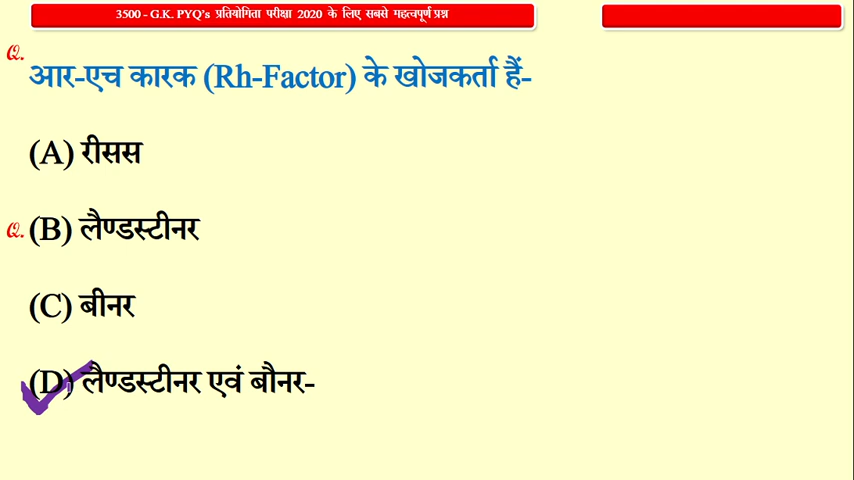 3500 - G.K. PYQ's प्रतियोगिता परीक्षा 2020 के लिए सबसे महत्वपूर्ण प्रश्न
Q.
आर-एच कारक (Rh-Factor) के खोजकर्ता हैं-
(A) रीसस
Q. (B) लैण्डस्टीनर
(C) बीनर
(D) लैण्डस्टीनर एवं बौनर-